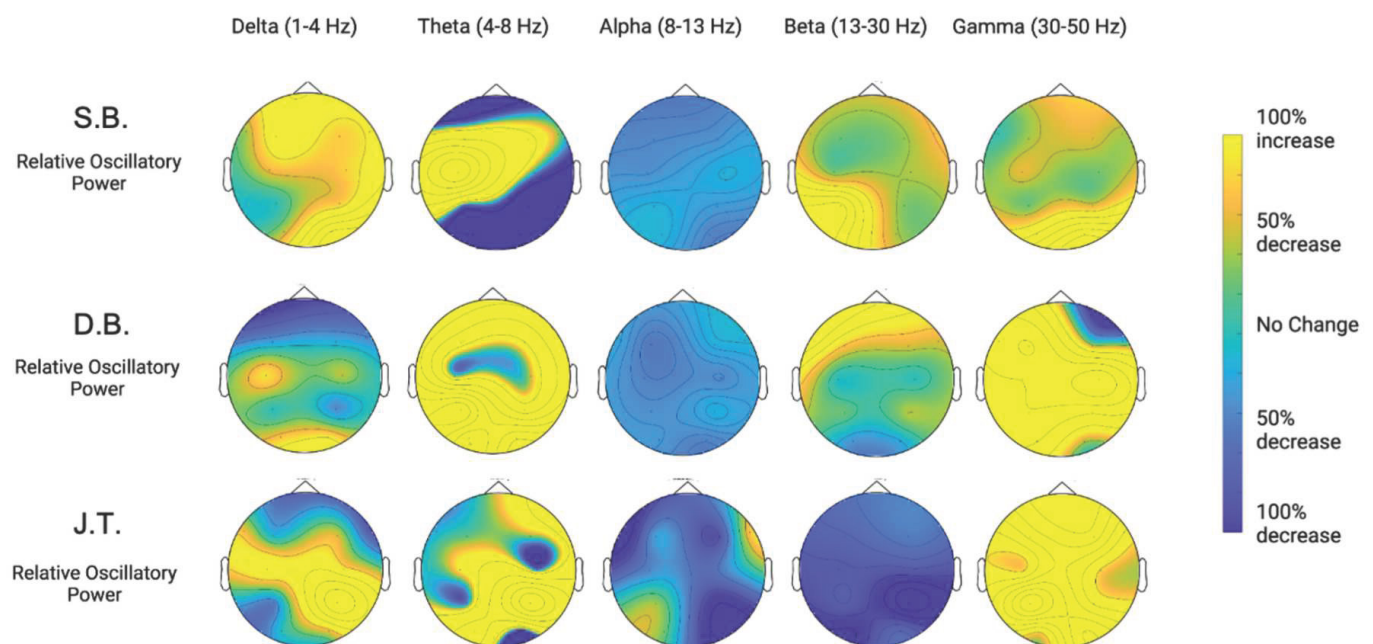 Delta (1-4 Hz) Theta (4-8 Hz) Alpha (8-13 Hz) Beta (13-30 Hz) Gamma (30-50 Hz)
S.B.
Relative Oscillatory
Power
D.B.
Relative Oscillatory
Power
J.T.
Relative Oscillatory
Power
100%
increase
50%
decrease
No Change
50%
decrease
100%
decrease